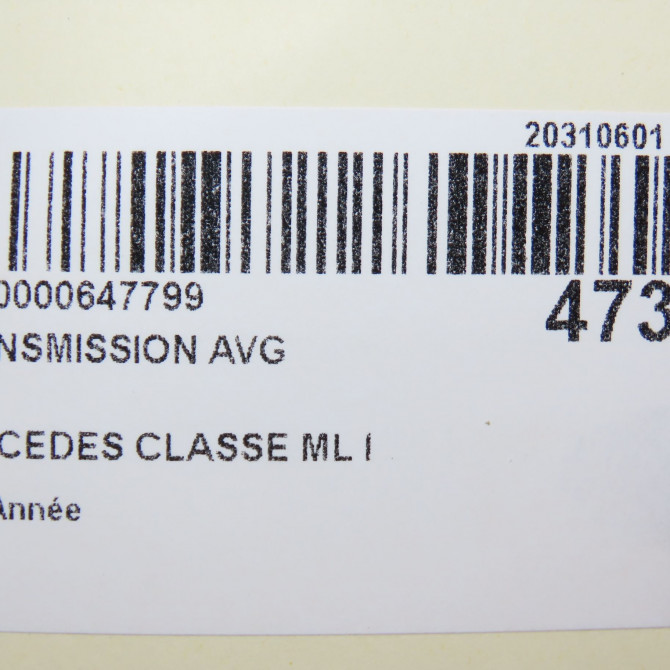 20310601
0000647799
473
NSMISSION AVG
CEDES CLASSE ML I
Année